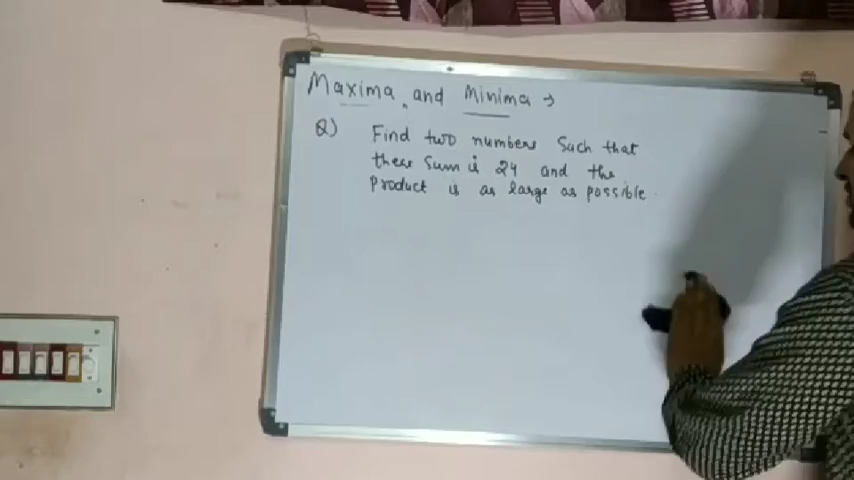 Maxima and Minima →
Q) Find two numbers such that
there sum is 24 and the
product is as large as possible.